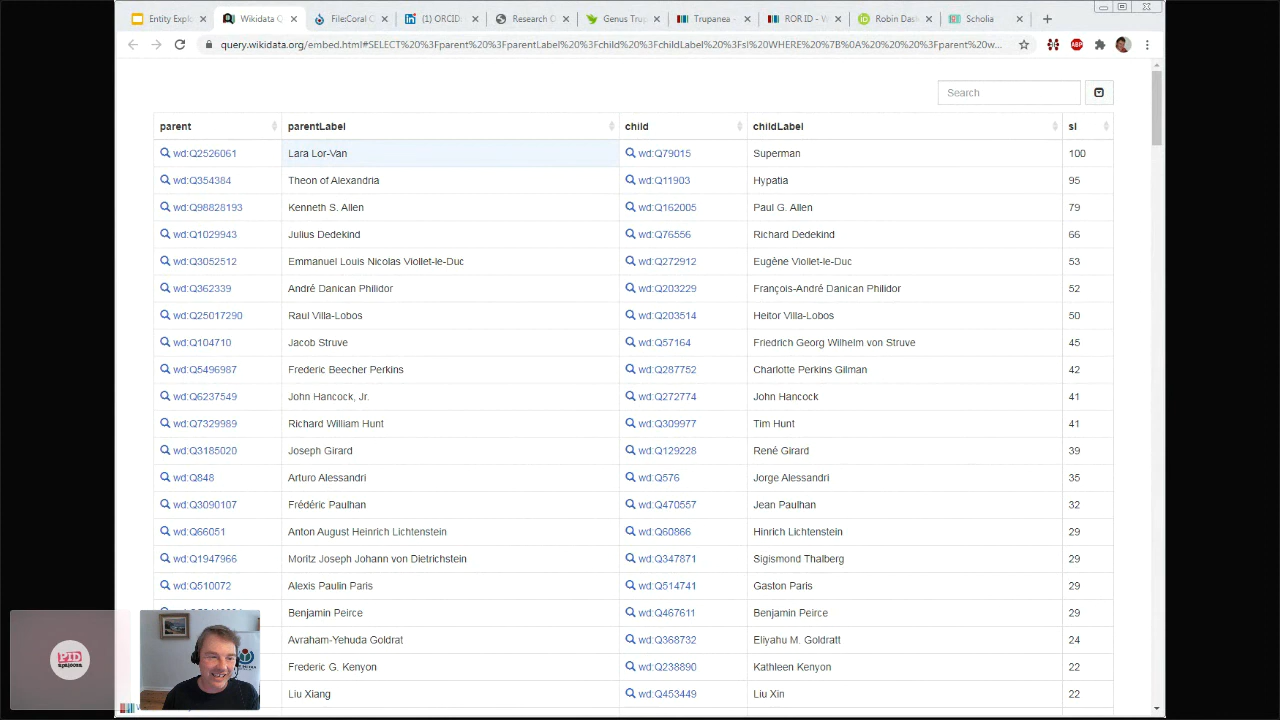 Entity Explo
Wikidata Q
File:Coral Q
(1) ORCID:
Research O
Genus Trup
Trupanea -
ROR ID - W
Robin Dask
Scholia
query.wikidata.org/embed.html#SELECT%20%3Fparent%20%3FparentLabel%20%3Fchild%20%3FchildLabel%20%3Fsl%20WHERE%20%7B%0A%20%20%20%3Fparent%20w...
ABP
Search
parent parentLabel child childLabel sl
wd:Q2526061 Lara Lor-Van wd:Q79015 Superman 100
wd:Q354384 Theon of Alexandria wd:Q11903 Hypatia 95
wd:Q98828193 Kenneth S. Allen wd:Q162005 Paul G. Allen 79
wd:Q1029943 Julius Dedekind wd:Q76556 Richard Dedekind 66
wd:Q3052512 Emmanuel Louis Nicolas Viollet-le-Duc wd:Q272912 Eugène Viollet-le-Duc 53
wd:Q362339 André Danican Philidor wd:Q203229 François-André Danican Philidor 52
wd:Q25017290 Raul Villa-Lobos wd:Q203514 Heitor Villa-Lobos 50
wd:Q104710 Jacob Struve wd:Q57164 Friedrich Georg Wilhelm von Struve 45
wd:Q5496987 Frederic Beecher Perkins wd:Q287752 Charlotte Perkins Gilman 42
wd:Q6237549 John Hancock, Jr. wd:Q272774 John Hancock 41
wd:Q7329989 Richard William Hunt wd:Q309977 Tim Hunt 41
wd:Q3185020 Joseph Girard wd:Q129228 René Girard 39
wd:Q848 Arturo Alessandri wd:Q576 Jorge Alessandri 35
wd:Q3090107 Frédéric Paulhan wd:Q470557 Jean Paulhan 32
wd:Q66051 Anton August Heinrich Lichtenstein wd:Q60866 Hinrich Lichtenstein 29
wd:Q1947966 Moritz Joseph Johann von Dietrichstein wd:Q347871 Sigismond Thalberg 29
wd:Q510072 Alexis Paulin Paris wd:Q514741 Gaston Paris 29
Benjamin Peirce wd:Q467611 Benjamin Peirce 29
Avraham-Yehuda Goldrat wd:Q368732 Eliyahu M. Goldratt 24
Frederic G. Kenyon wd:Q238890 Kathleen Kenyon 22
Liu Xiang wd:Q453449 Liu Xin 22
PID